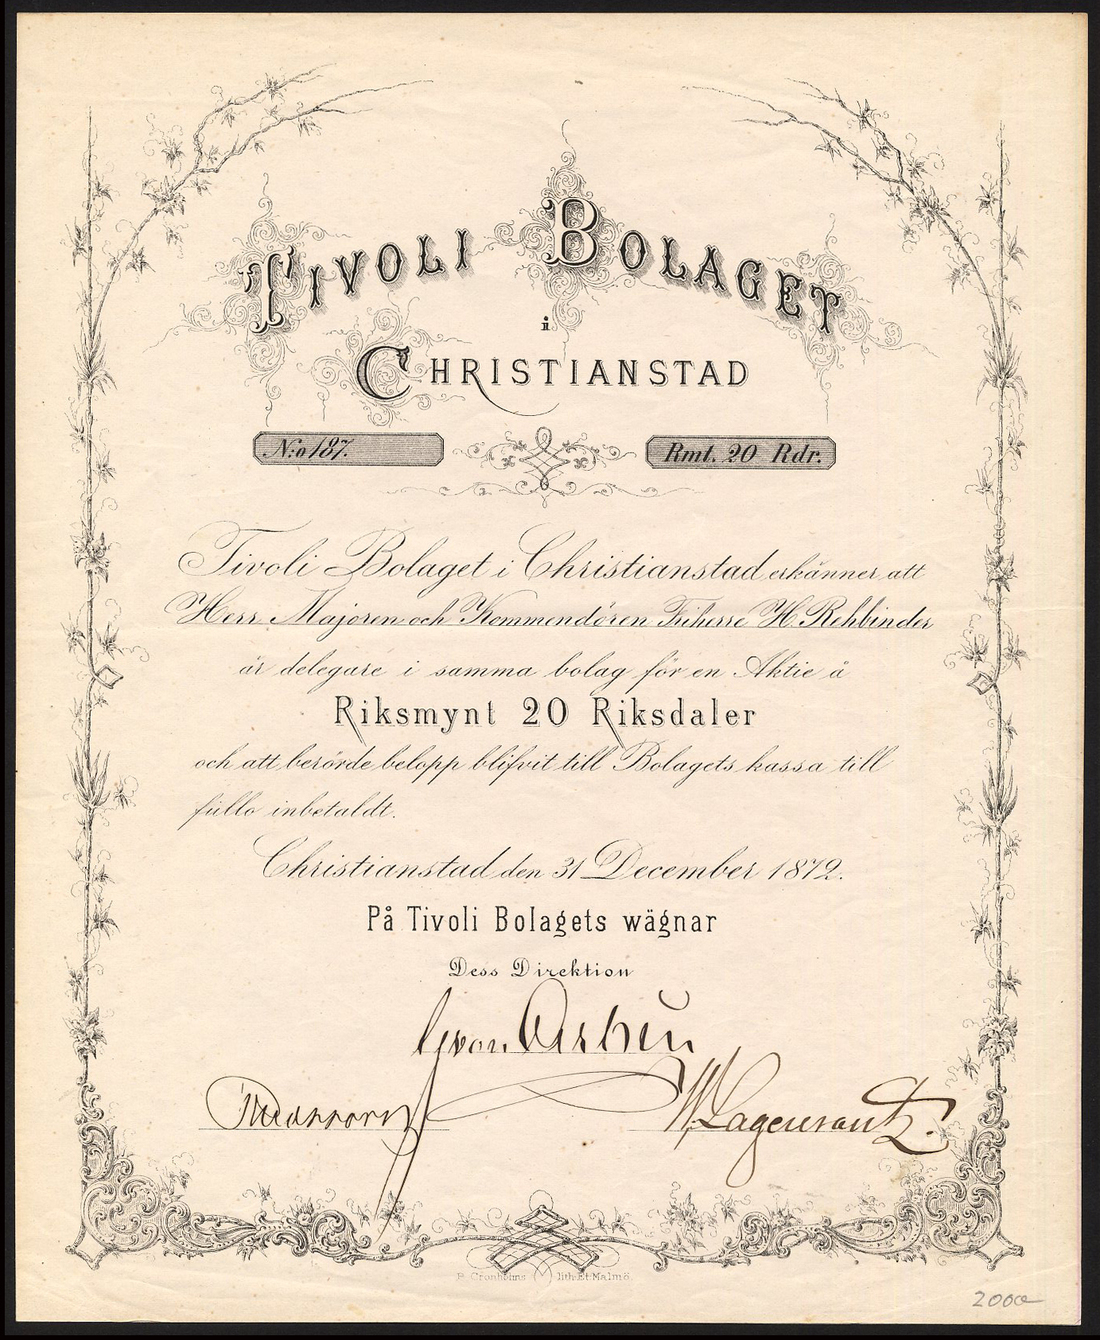 TIVOLI BOLAGET
i
CHRISTIANSTAD
N:o 187.
Rmt. 20 Rdr.
Tivoli Bolaget i Christianstad erkänner att
Herr Majoren och Kommendören Friherre H. Rehbinder
är delegare i samma bolag för en Aktie à
Riksmynt 20 Riksdaler
och att berörde belopp blifvit till Bolagets kassa till
fullo inbetaldt.
Christianstad den 31 December 1872.
På Tivoli Bolagets wägnar
Dess Direktion
G von
W. Lagercrantz.
B. Cronholms lith. Et. Malmö.
2000